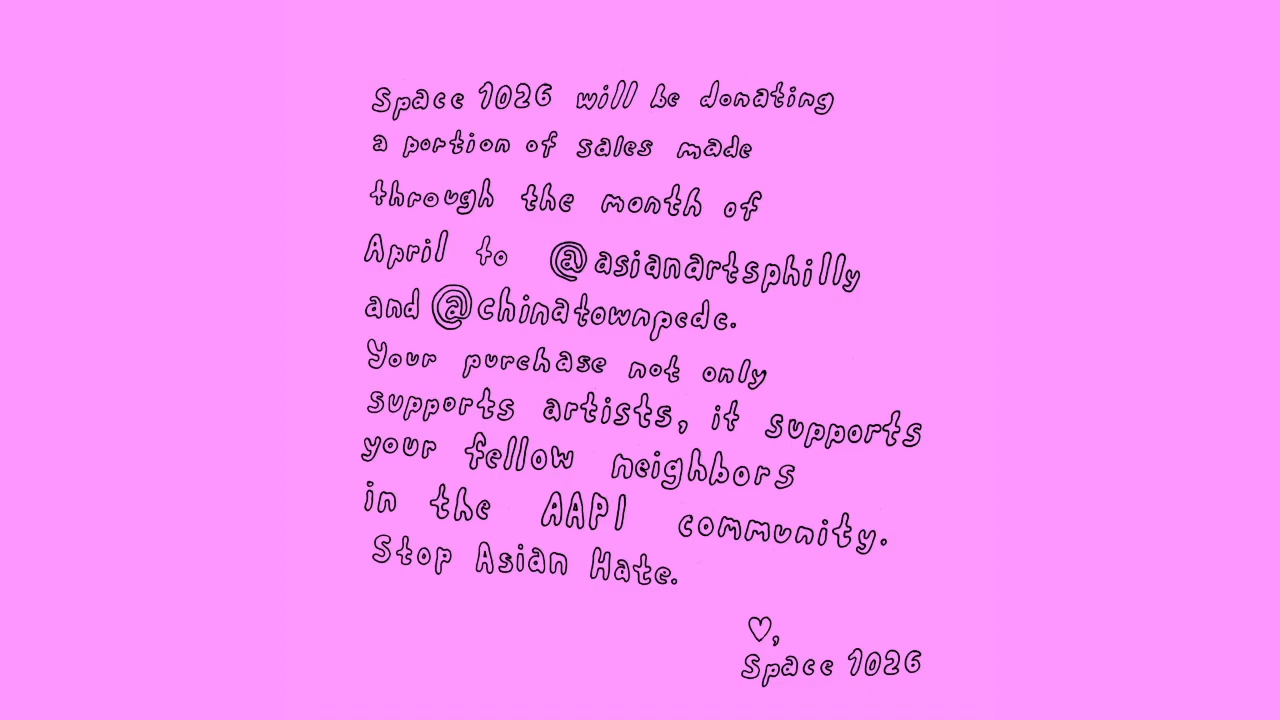 Space 1026 will be donating
a portion of sales made
through the month of
April to @asianartsphilly
and @chinatownpcdc.
Your purchase not only
supports artists, it supports
your fellow neighbors
in the AAPI community.
Stop Asian Hate.
♡,
Space 1026